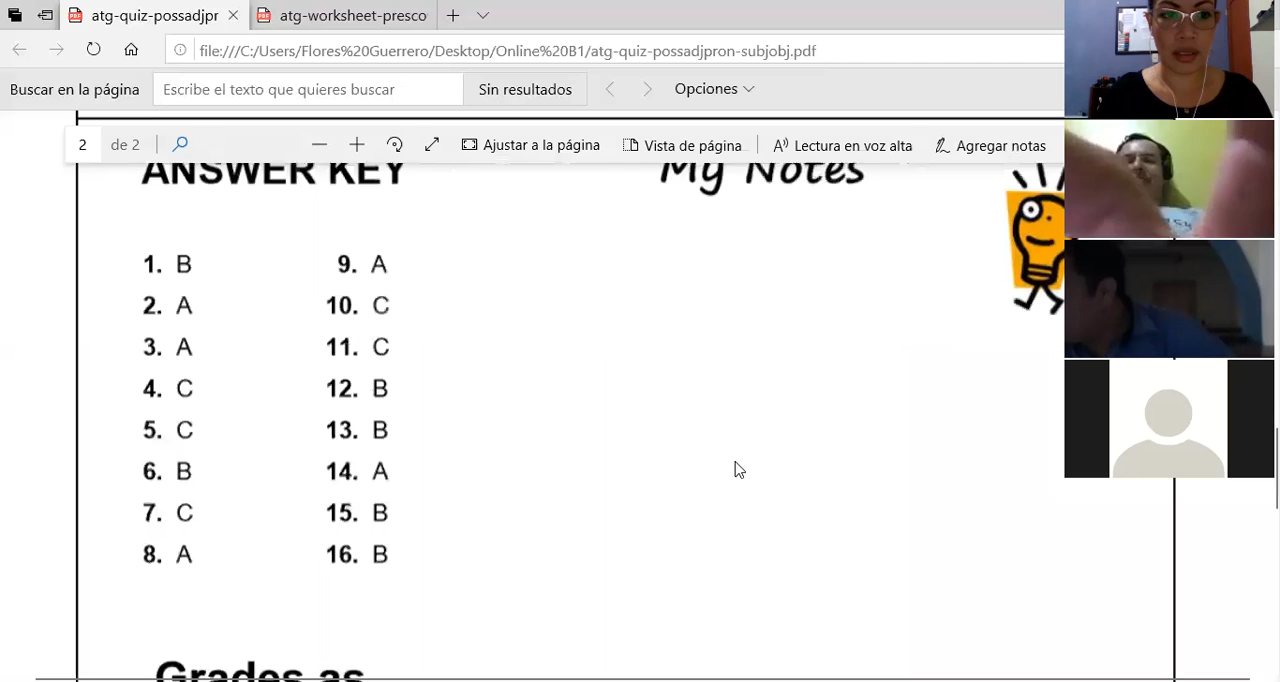 atg-quiz-possadjpr
atg-worksheet-presco
file:///C:/Users/Flores%20Guerrero/Desktop/Online%20B1/atg-quiz-possadjpron-subjobj.pdf
Buscar en la página
Escribe el texto que quieres buscar
Sin resultados
Opciones
2 de 2
Ajustar a la página
Vista de página
Lectura en voz alta
Agregar notas
ANSWER KEY
My Notes
1. B 9. A
2. A 10. C
3. A 11. C
4. C 12. B
5. C 13. B
6. B 14. A
7. C 15. B
8. A 16. B
Grades as